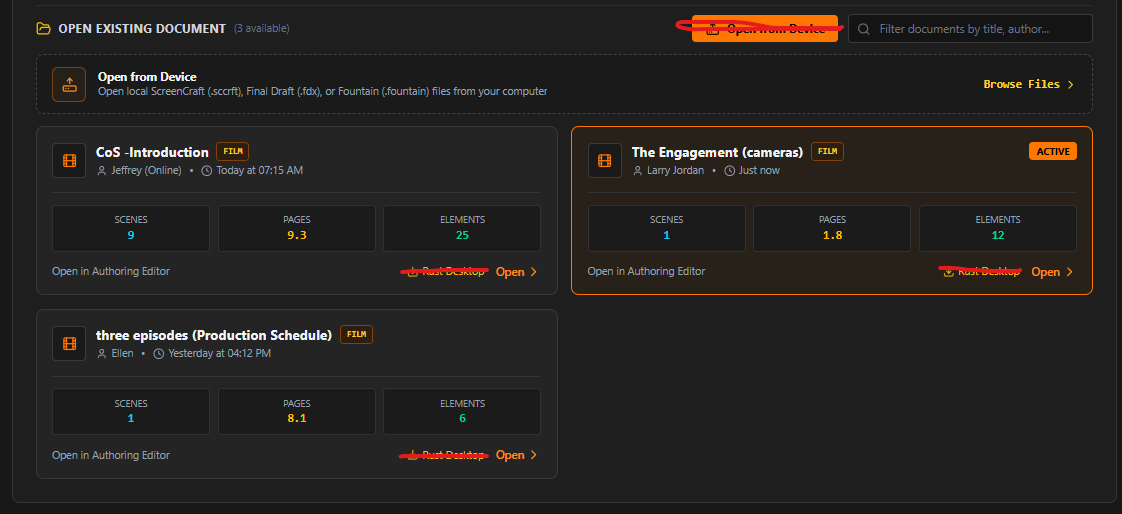 OPEN EXISTING DOCUMENT (3 available)
Open from Device
Filter documents by title, author...
Open from Device
Open local ScreenCraft (.sccrft), Final Draft (.fdx), or Fountain (.fountain) files from your computer
Browse Files
CoS -Introduction FILM
Jeffrey (Online) • Today at 07:15 AM
SCENES PAGES ELEMENTS
9 9.3 25
Open in Authoring Editor Rust Desktop Open
The Engagement (cameras) FILM ACTIVE
Larry Jordan • Just now
SCENES PAGES ELEMENTS
1 1.8 12
Open in Authoring Editor Rust Desktop Open
three episodes (Production Schedule) FILM
Ellen • Yesterday at 04:12 PM
SCENES PAGES ELEMENTS
1 8.1 6
Open in Authoring Editor Rust Desktop Open